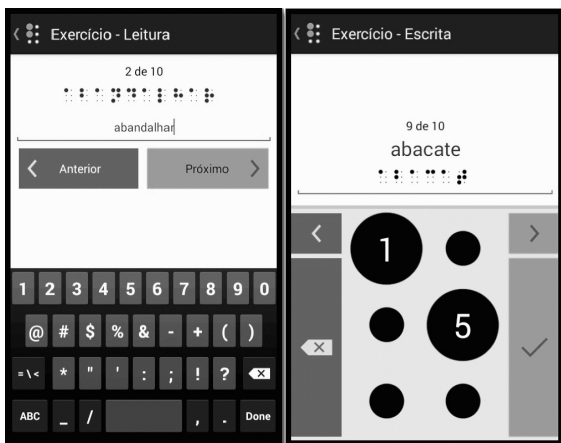 Exercício - Leitura
2 de 10
abandalhar
Anterior
Próximo
1 2 3 4 5 6 7 8 9 0
@ # $ % & - + ( )
= \ < * " ' : ; ! ?
ABC _ / , . Done
Exercício - Escrita
9 de 10
abacate
1
5